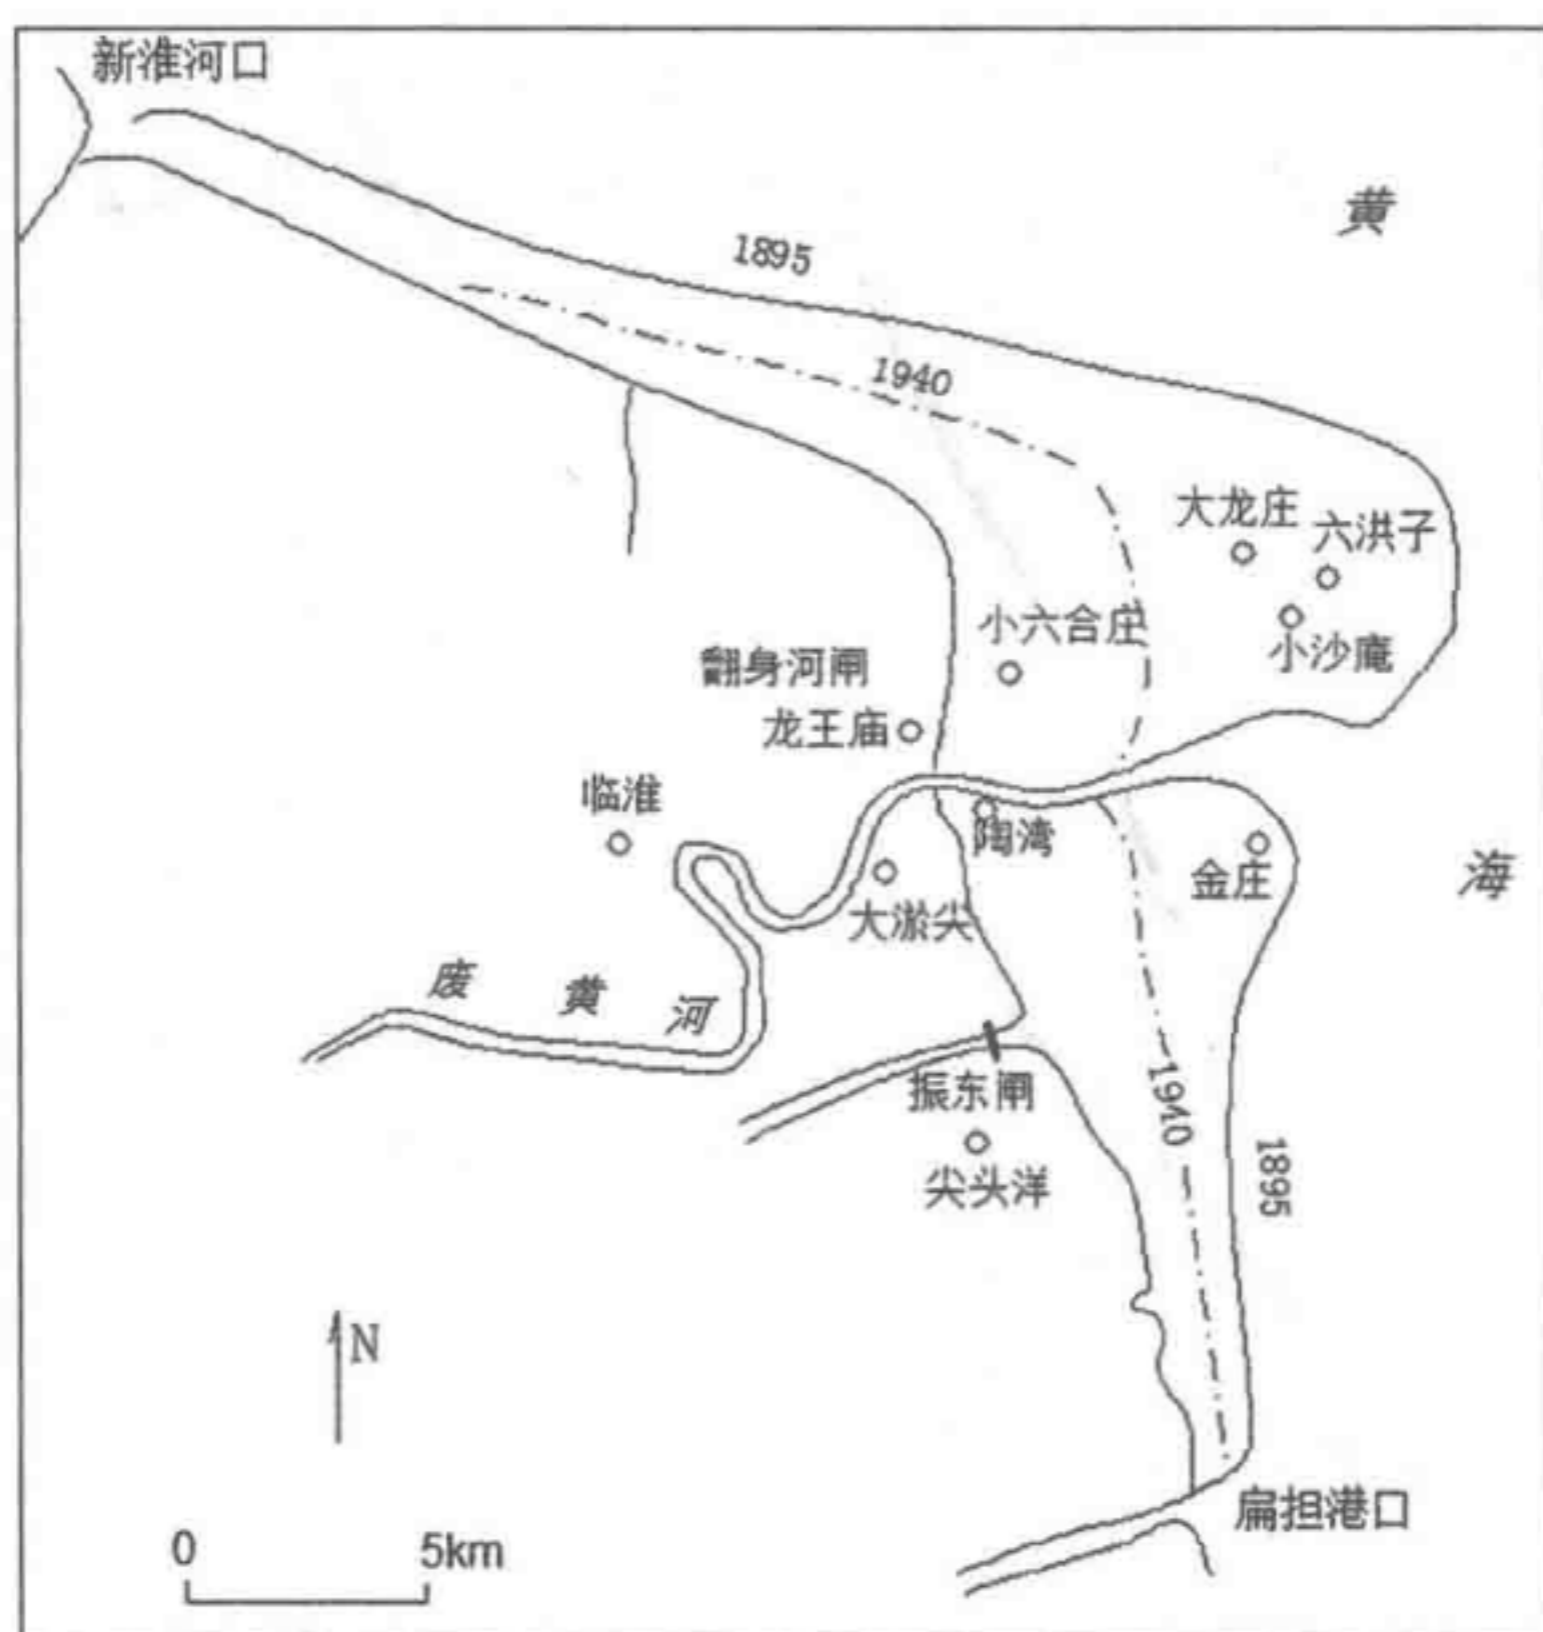 新淮河口
黄
1895
1940
大龙庄
六洪子
小六合庄
小沙庵
翻身河闸
龙王庙
临淮
陶湾
海
金庄
大淤尖
废黄河
振东闸
1940
1895
尖头洋
N
扁担港口
0 5km